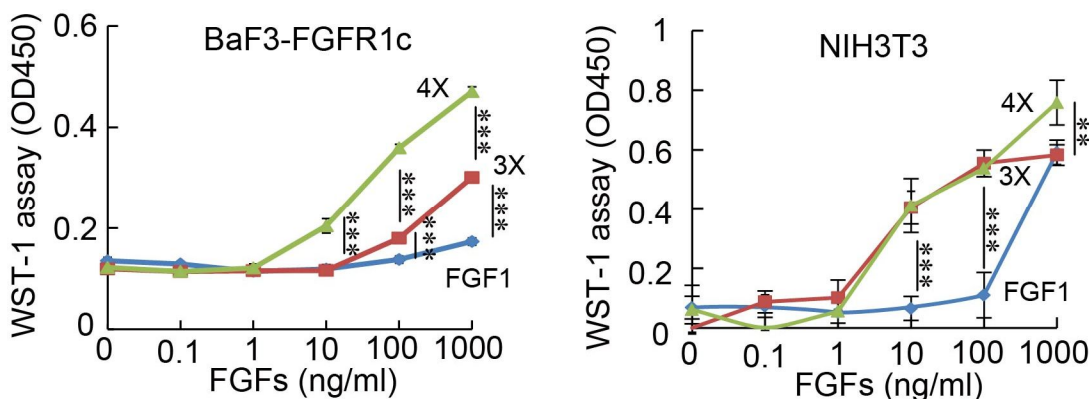 BaF3-FGFR1c
WST-1 assay (OD450)
0.6
0.4
0.2
0
4X
***
3X
***
***
***
***
FGF1
0 0.1 1 10 100 1000
FGFs (ng/ml)
NIH3T3
WST-1 assay (OD450)
1
0.8
0.6
0.4
0.2
0
4X
**
3X
***
***
FGF1
0 0.1 1 10 100 1000
FGFs (ng/ml)